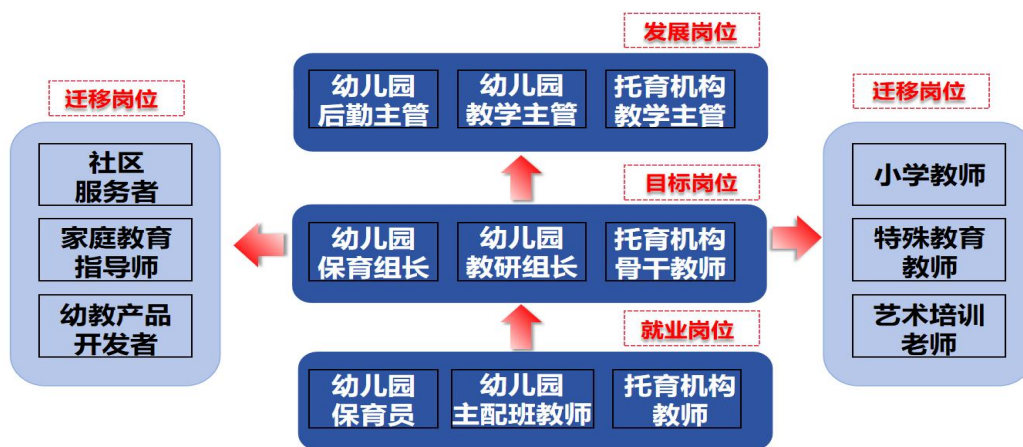 发展岗位
幼儿园
后勤主管
幼儿园
教学主管
托育机构
教学主管
迁移岗位
社区
服务者
家庭教育
指导师
幼教产品
开发者
目标岗位
幼儿园
保育组长
幼儿园
教研组长
托育机构
骨干教师
迁移岗位
小学教师
特殊教育
教师
艺术培训
老师
就业岗位
幼儿园
保育员
幼儿园
主配班教师
托育机构
教师